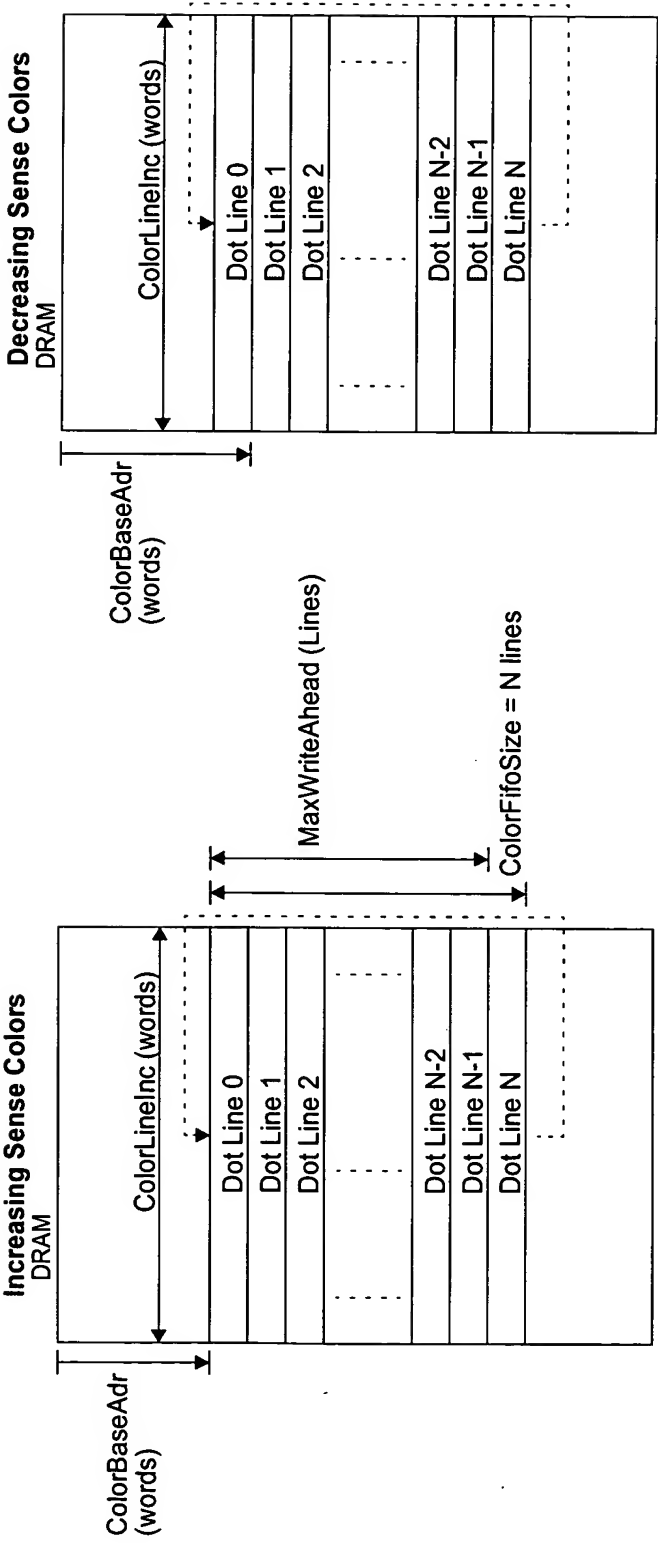 Increasing Sense Colors
DRAM
ColorBaseAdr
(words)
ColorLineInc (words)
Dot Line 0
Dot Line 1
Dot Line 2
Dot Line N-2
Dot Line N-1
Dot Line N
MaxWriteAhead (Lines)
ColorFifoSize = N lines
Decreasing Sense Colors
DRAM
ColorBaseAdr
(words)
ColorLineInc (words)
Dot Line 0
Dot Line 1
Dot Line 2
Dot Line N-2
Dot Line N-1
Dot Line N